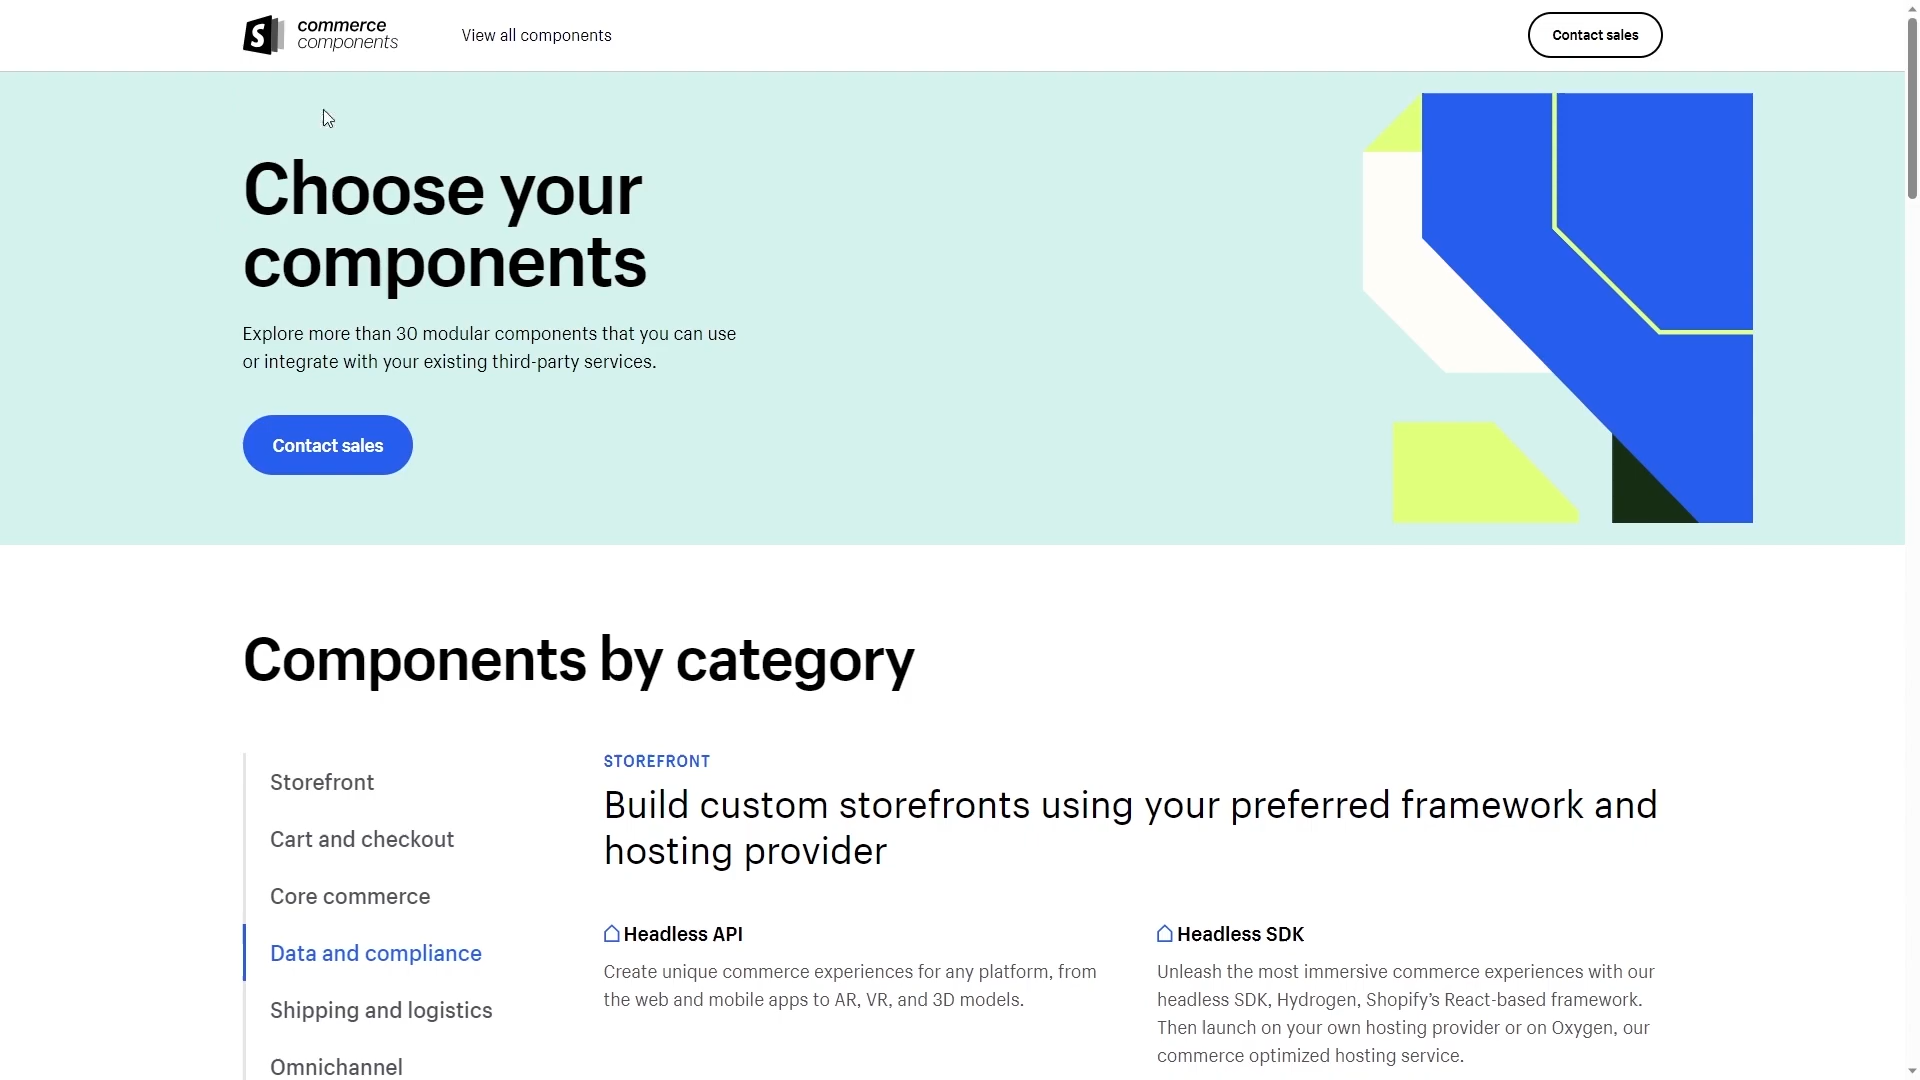 commerce
components
View all components
Contact sales
Choose your
components
Explore more than 30 modular components that you can use
or integrate with your existing third-party services.
Contact sales
Components by category
Storefront
Cart and checkout
Core commerce
Data and compliance
Shipping and logistics
Omnichannel
STOREFRONT
Build custom storefronts using your preferred framework and
hosting provider
Headless API
Create unique commerce experiences for any platform, from
the web and mobile apps to AR, VR, and 3D models.
Headless SDK
Unleash the most immersive commerce experiences with our
headless SDK, Hydrogen, Shopify’s React-based framework.
Then launch on your own hosting provider or on Oxygen, our
commerce optimized hosting service.